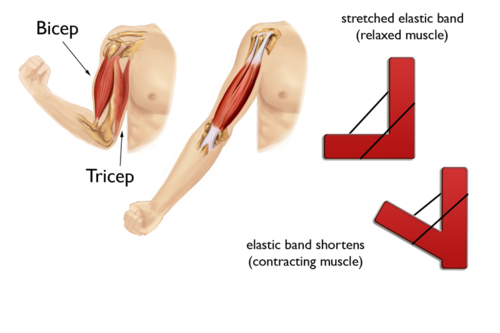 Bicep
Tricep
stretched elastic band
(relaxed muscle)
elastic band shortens
(contracting muscle)